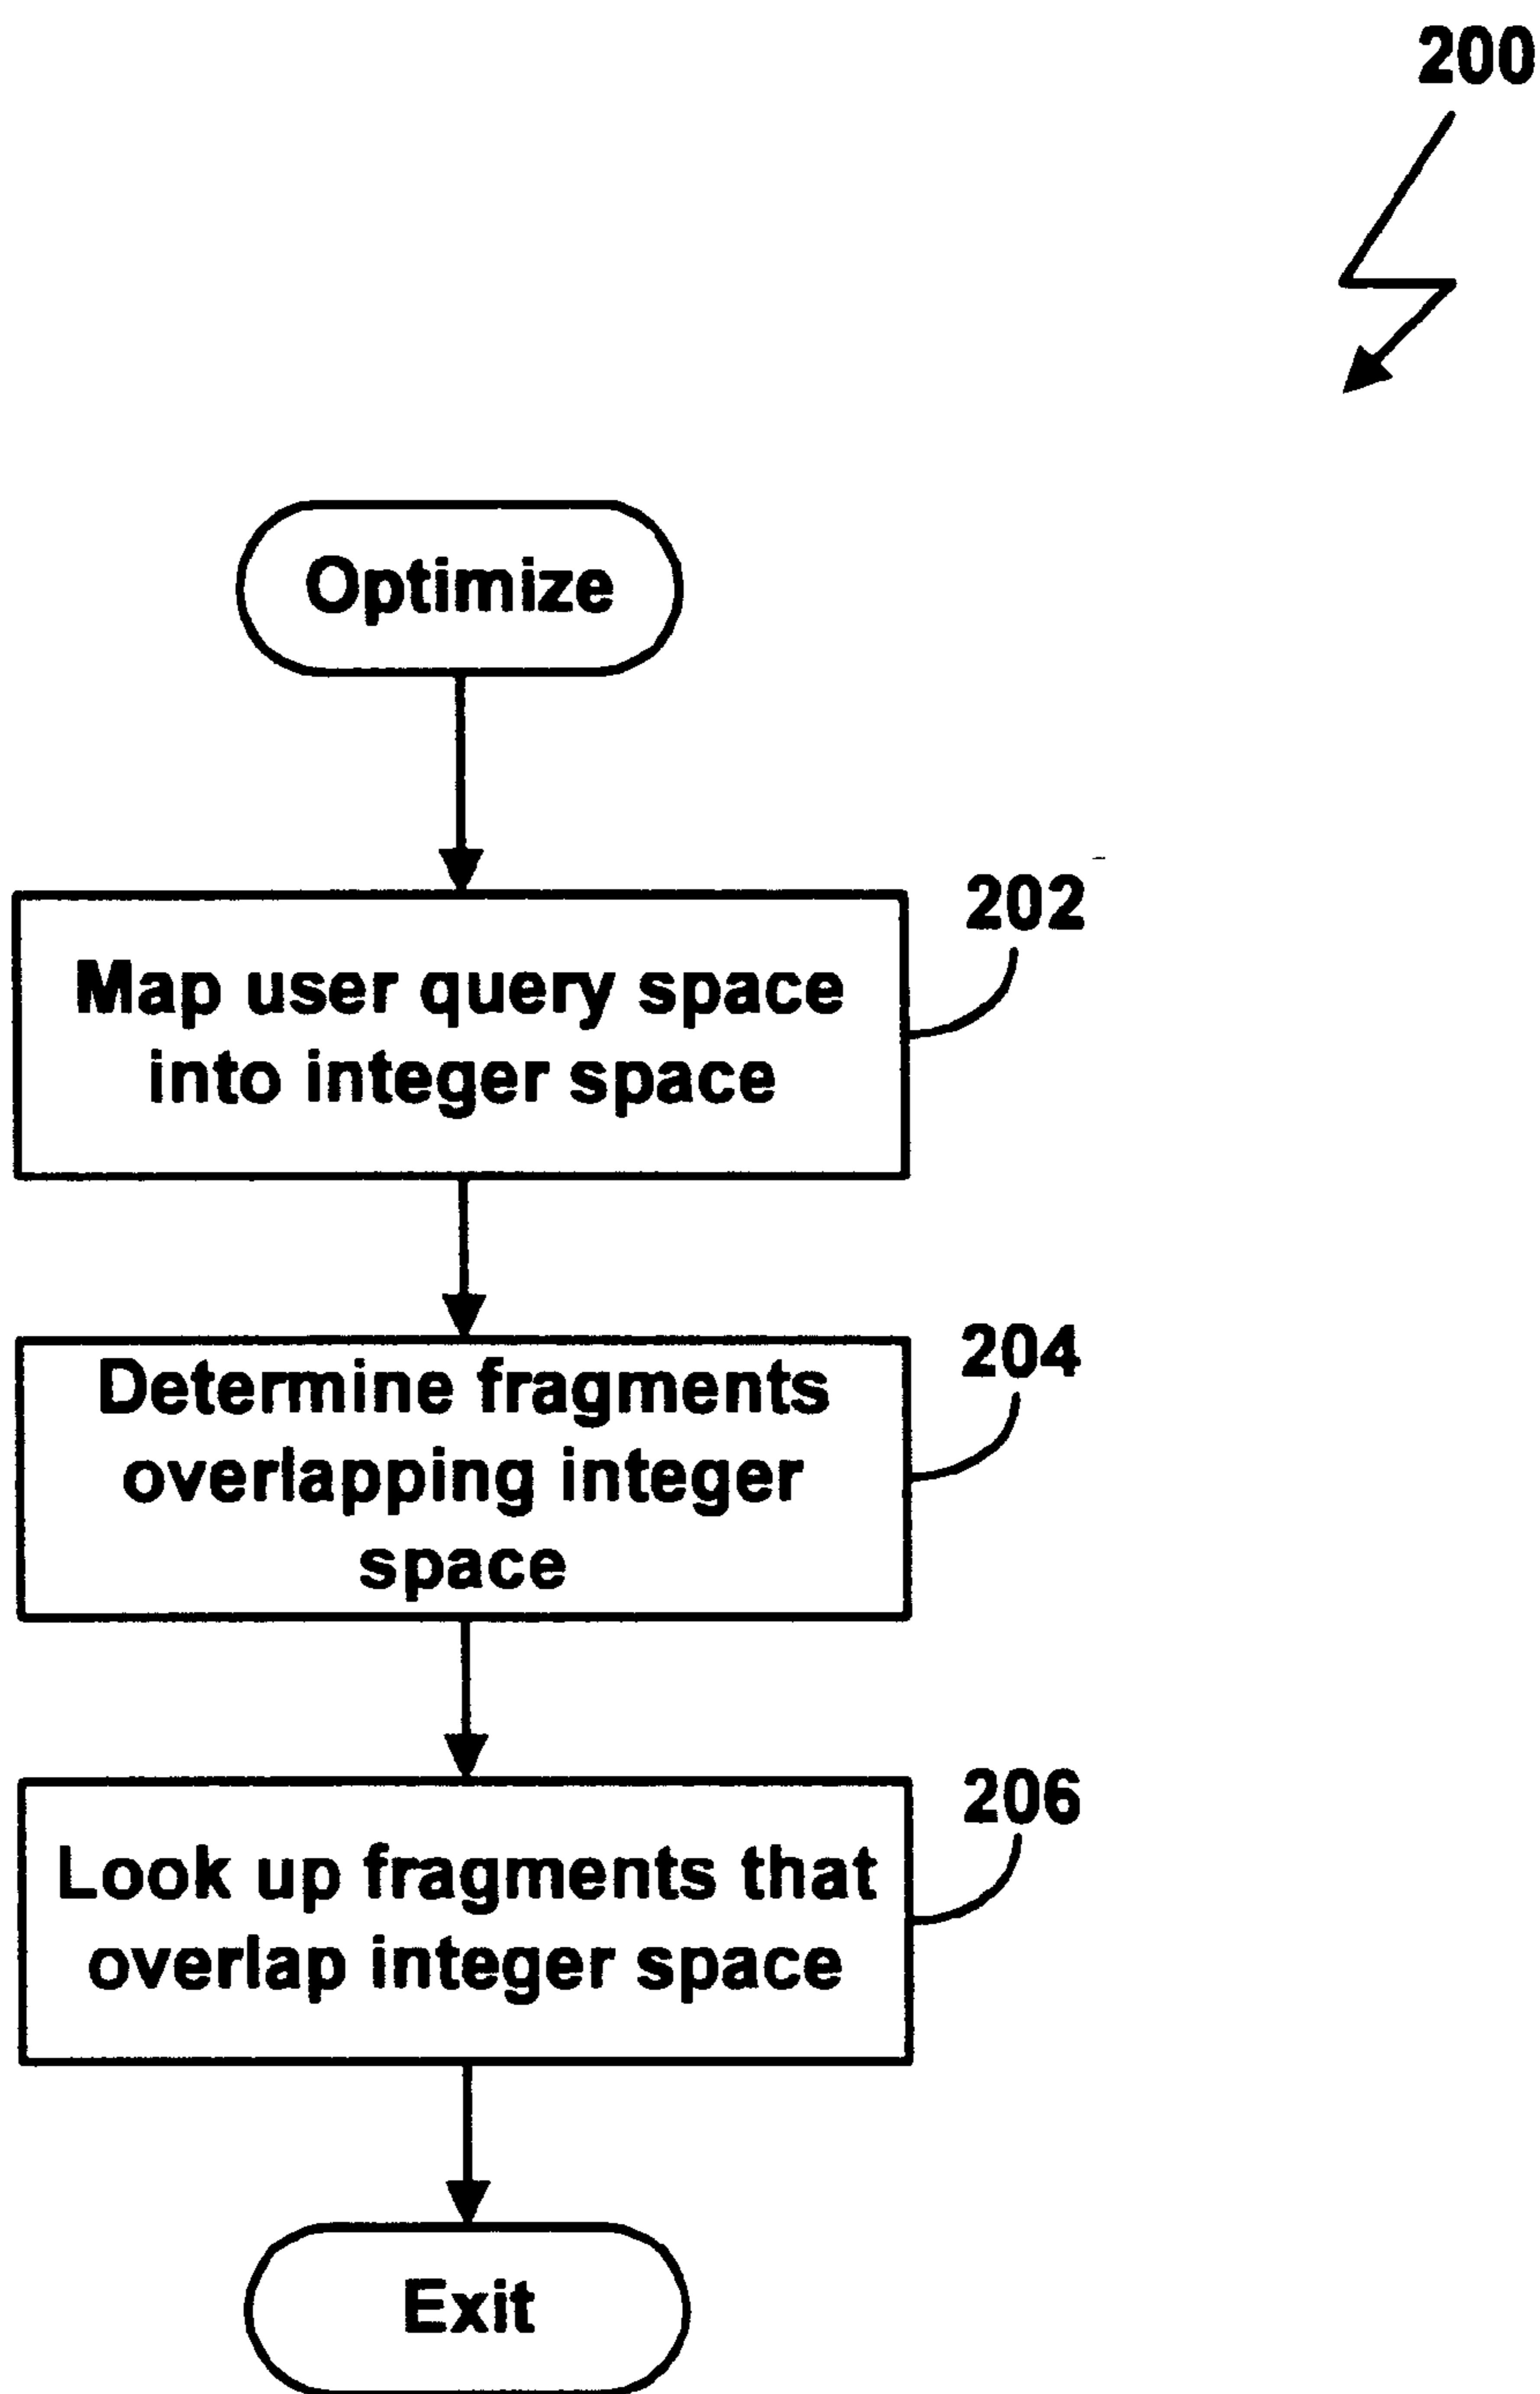 200
Optimize
202
Map user query space
into integer space
204
Determine fragments
overlapping integer
space
206
Look up fragments that
overlap integer space
Exit